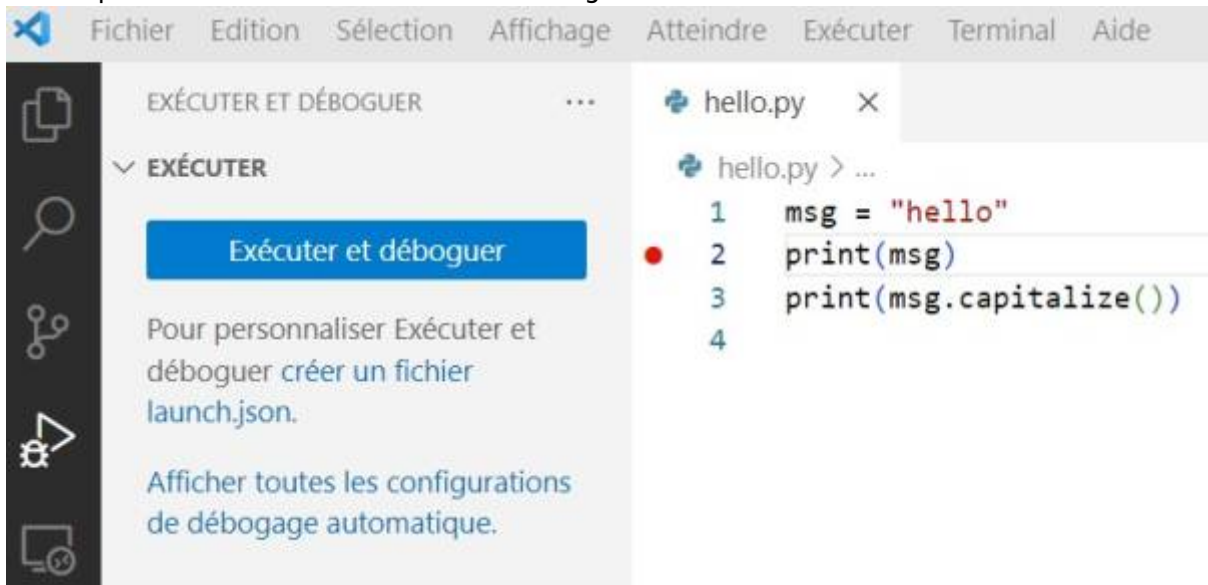 Fichier Edition Sélection Affichage Atteindre Exécuter Terminal Aide
EXÉCUTER ET DÉBOGUER ...
EXÉCUTER
Exécuter et déboguer
Pour personnaliser Exécuter et
déboguer créer un fichier
launch.json.
Afficher toutes les configurations
de débogage automatique.
hello.py ×
hello.py > ...
1 msg = "hello"
2 print(msg)
3 print(msg.capitalize())
4